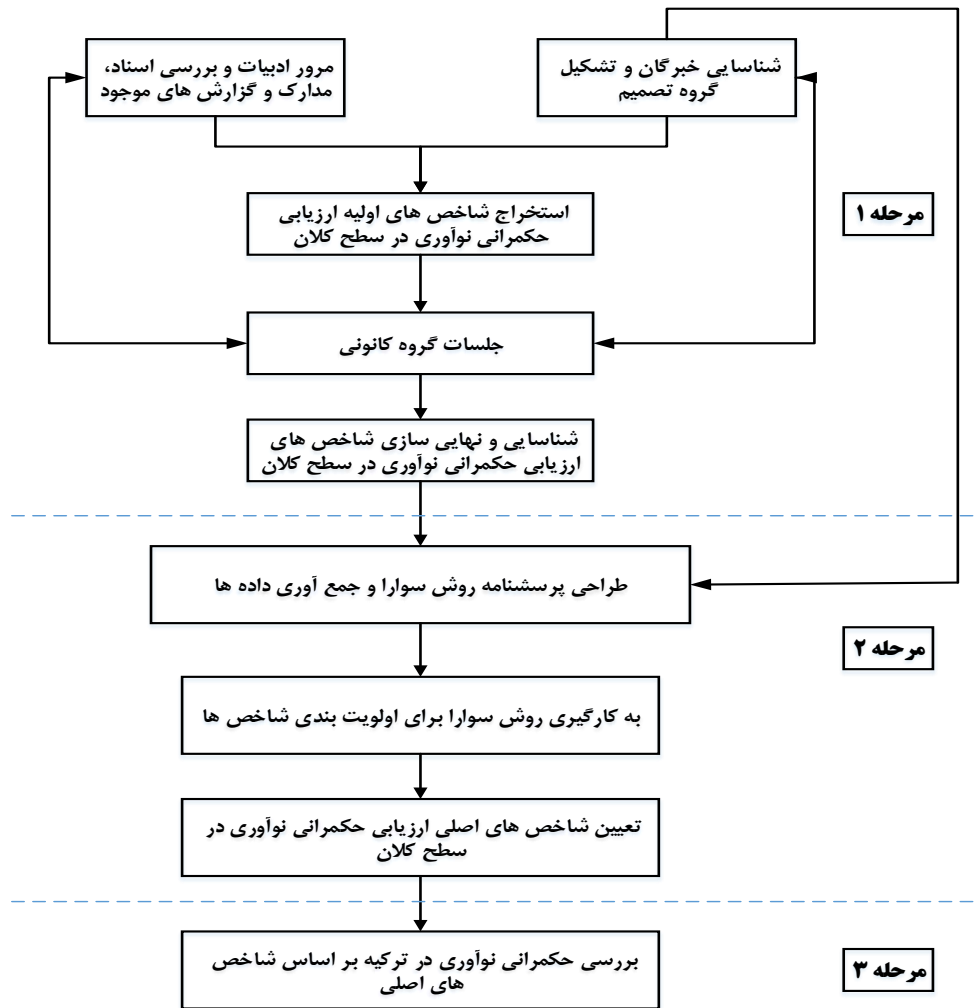 شناسایی خبرگان و تشکیل
گروه تصمیم
مرور ادبیات و بررسی اسناد،
مدارک و گزارش های موجود
مرحله ۱
استخراج شاخص های اولیه ارزیابی
حکمرانی نوآوری در سطح کلان
جلسات گروه کانونی
شناسایی و نهایی سازی شاخص های
ارزیابی حکمرانی نوآوری در سطح کلان
طراحی پرسشنامه روش سوارا و جمع آوری داده ها
مرحله ۲
به کارگیری روش سوارا برای اولویت بندی شاخص ها
تعیین شاخص های اصلی ارزیابی حکمرانی نوآوری در
سطح کلان
مرحله ۳
بررسی حکمرانی نوآوری در ترکیه بر اساس شاخص
های اصلی